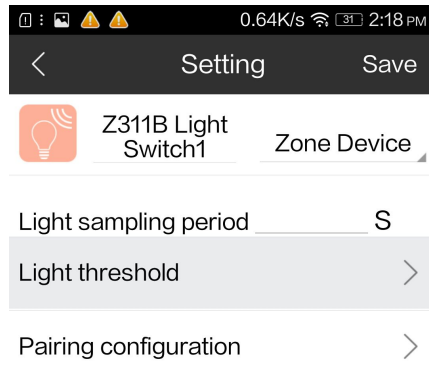 0.64K/s 31 2:18 PM
Setting Save
Z311B Light
Switch1
Zone Device
Light sampling period S
Light threshold
Pairing configuration